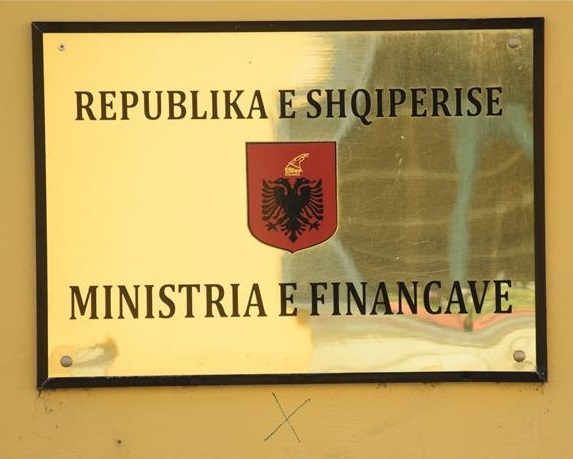 REPUBLIKA E SHQIPERISE
MINISTRIA E FINANCAVE